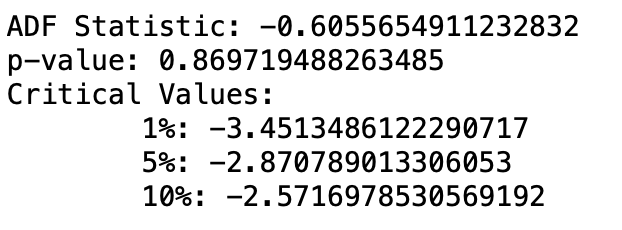 ADF Statistic: -0.6055654911232832
p-value: 0.869719488263485
Critical Values:
1%: -3.4513486122290717
5%: -2.870789013306053
10%: -2.5716978530569192